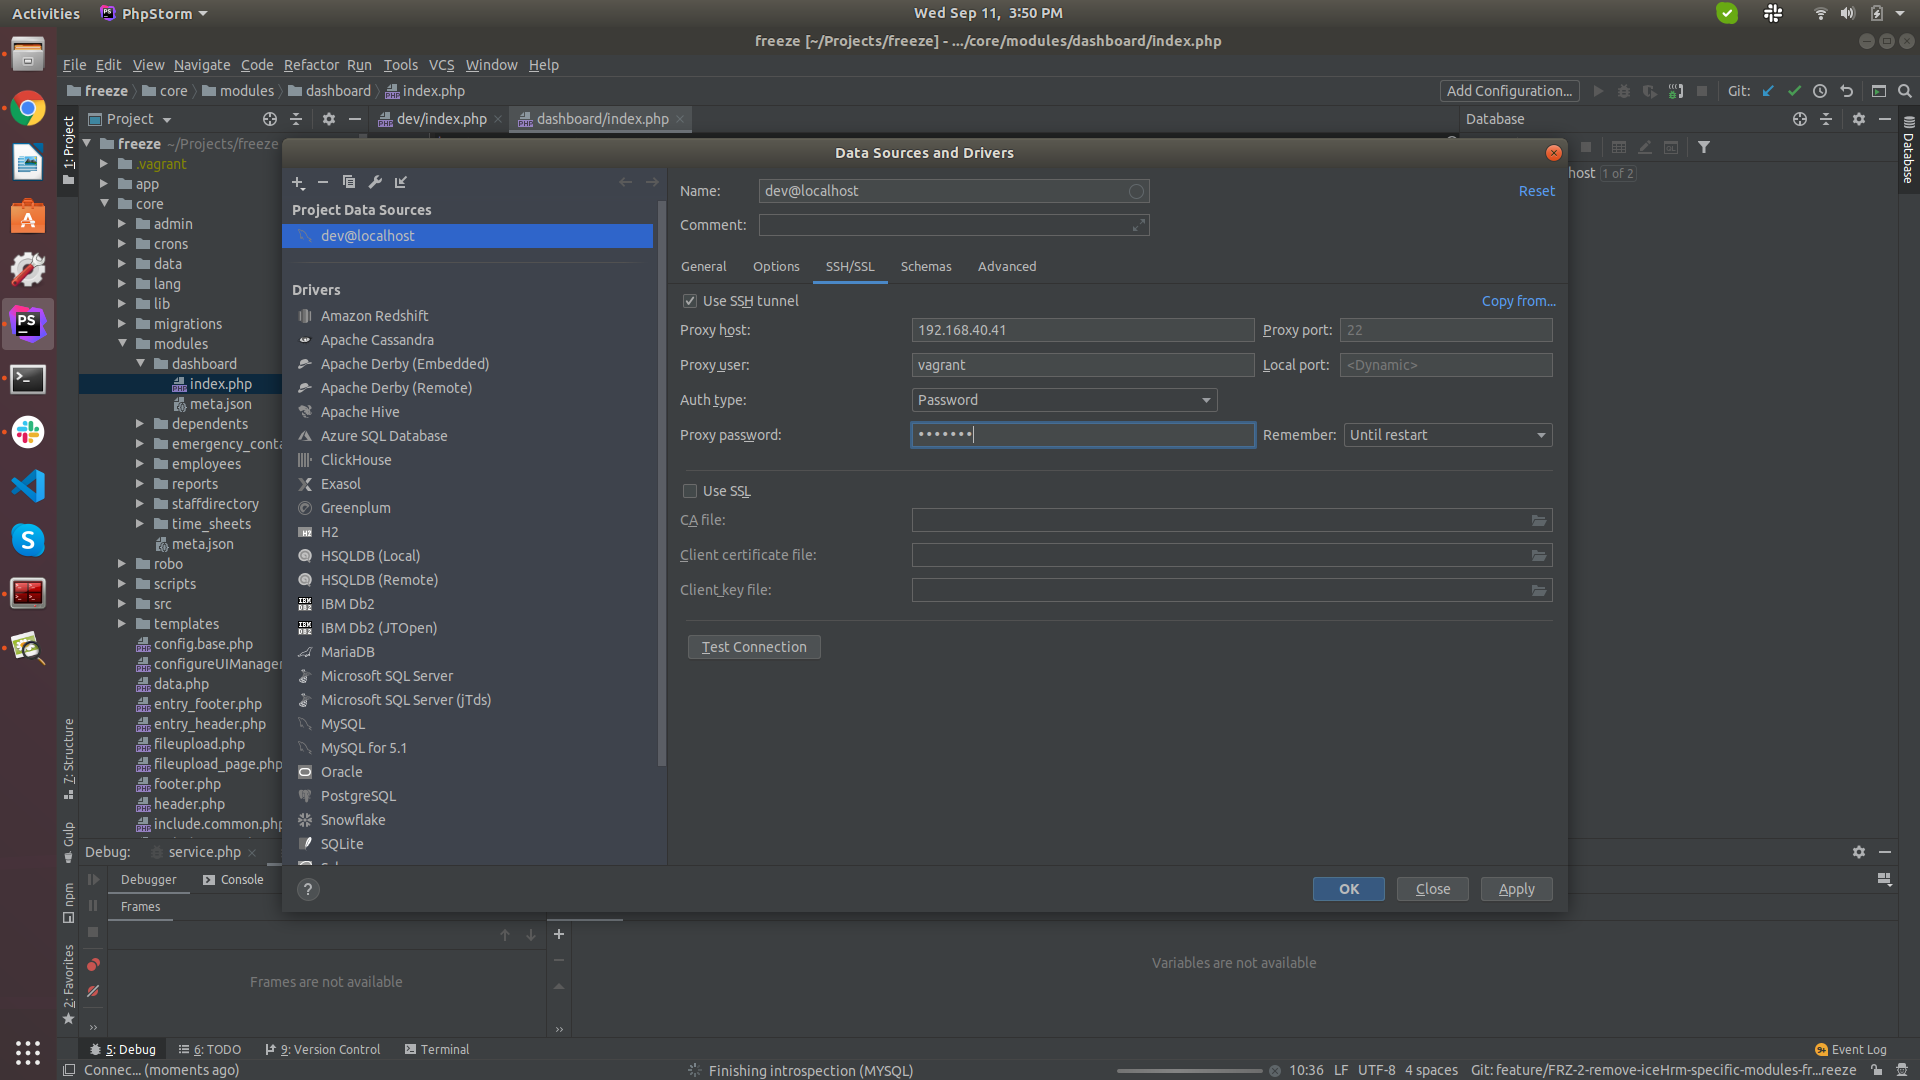 Activities
PhpStorm
Wed Sep 11, 3:50 PM
freeze [~/Projects/freeze] - .../core/modules/dashboard/index.php
File Edit View Navigate Code Refactor Run Tools VCS Window Help
freeze core modules dashboard index.php
Add Configuration...
Git:
1: Project
Project
dev/index.php
dashboard/index.php
Database
Database
freeze ~/Projects/freeze
.vagrant
app
core
admin
crons
data
lang
lib
migrations
modules
dashboard
index.php
meta.json
dependents
emergency_conta
employees
reports
staffdirectory
time_sheets
meta.json
robo
scripts
src
templates
config.base.php
configureUIManager
data.php
entry_footer.php
entry_header.php
fileupload.php
fileupload_page.php
footer.php
header.php
include.common.php
host 1 of 2
Data Sources and Drivers
Project Data Sources
dev@localhost
Drivers
Amazon Redshift
Apache Cassandra
Apache Derby (Embedded)
Apache Derby (Remote)
Apache Hive
Azure SQL Database
ClickHouse
Exasol
Greenplum
H2
HSQLDB (Local)
HSQLDB (Remote)
IBM Db2
IBM Db2 (JTOpen)
MariaDB
Microsoft SQL Server
Microsoft SQL Server (jTds)
MySQL
MySQL for 5.1
Oracle
PostgreSQL
Snowflake
SQLite
Name: dev@localhost
Reset
Comment:
General Options SSH/SSL Schemas Advanced
Use SSH tunnel
Copy from...
Proxy host: 192.168.40.41 Proxy port: 22
Proxy user: vagrant Local port: <Dynamic>
Auth type: Password
Proxy password: ••••••• Remember: Until restart
Use SSL
CA file:
Client certificate file:
Client key file:
Test Connection
?
OK Close Apply
7: Structure
Gulp
npm
2: Favorites
Debug: service.php
Debugger Console
Frames
Frames are not available
Variables are not available
5: Debug 6: TODO 9: Version Control Terminal
Event Log
Connec... (moments ago)
Finishing introspection (MYSQL)
10:36 LF UTF-8 4 spaces Git: feature/FRZ-2-remove-iceHrm-specific-modules-fr...reeze